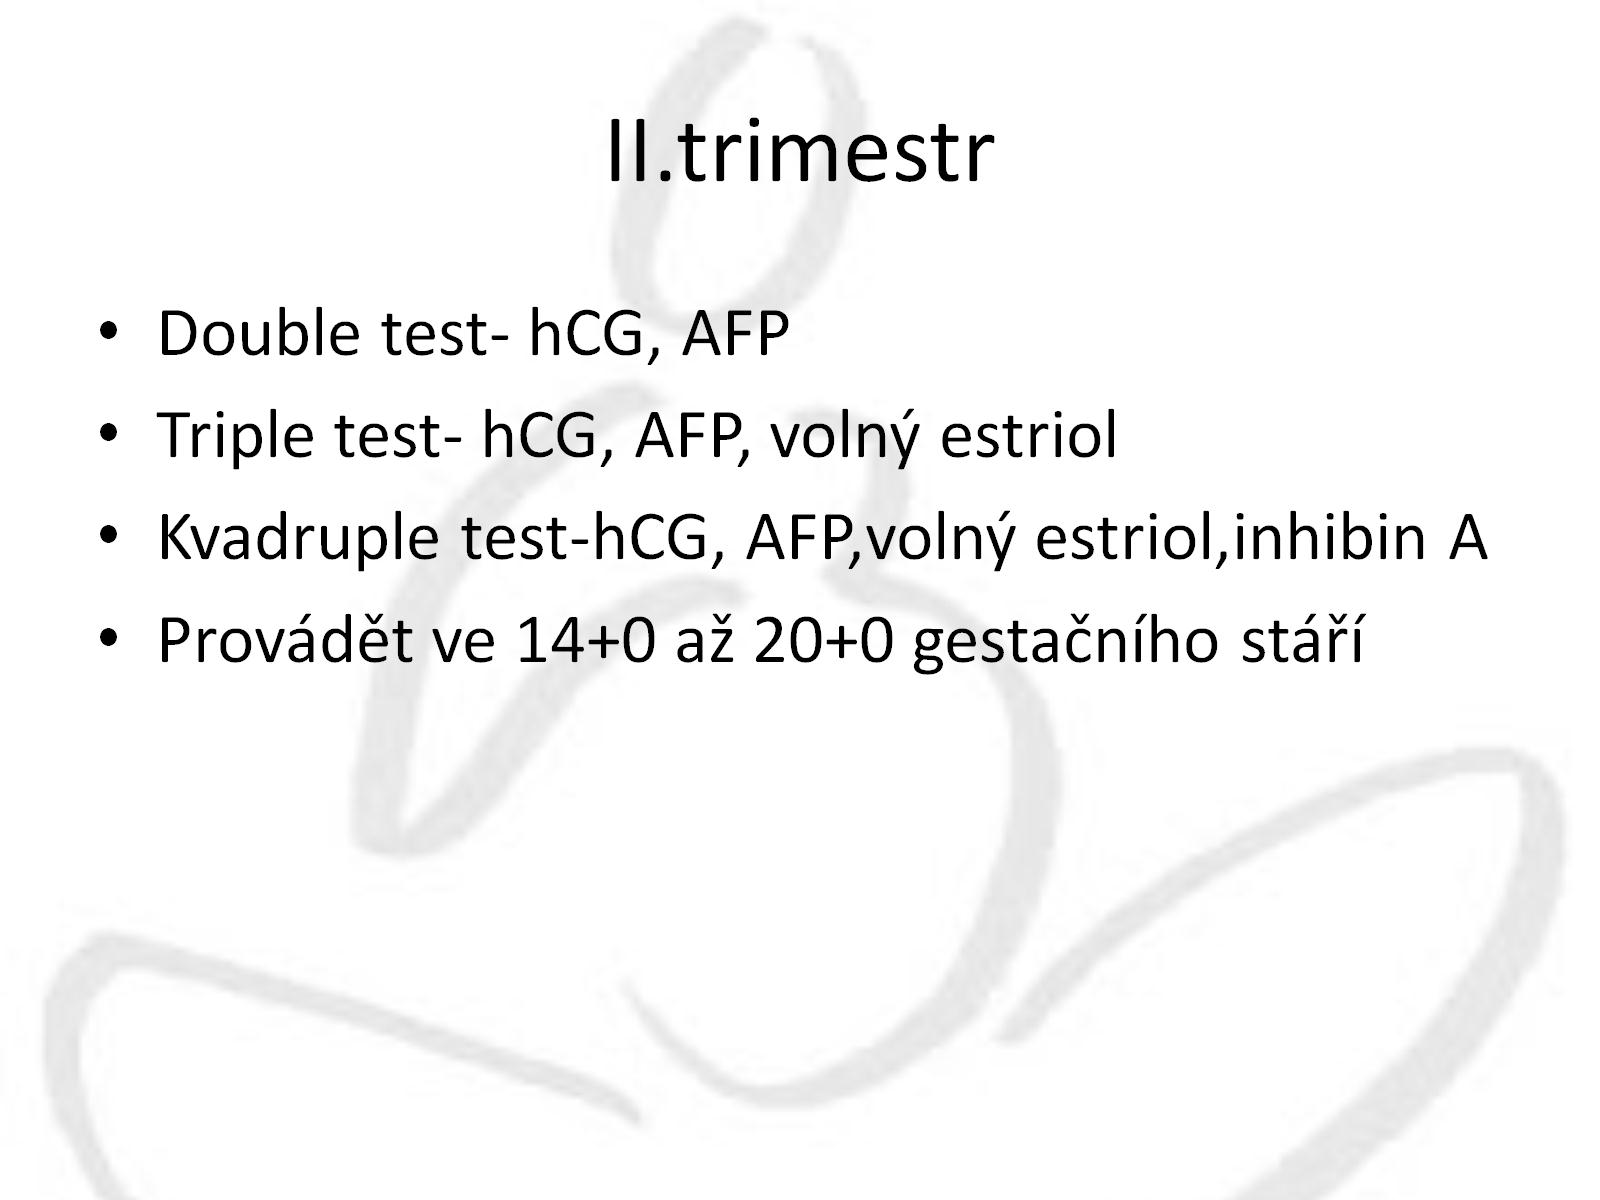 II.trimestr
• Double test- hCG, AFP
• Triple test- hCG, AFP, volný estriol
• Kvadruple test-hCG, AFP,volný estriol,inhibin A
• Provádět ve 14+0 až 20+0 gestačního stáří